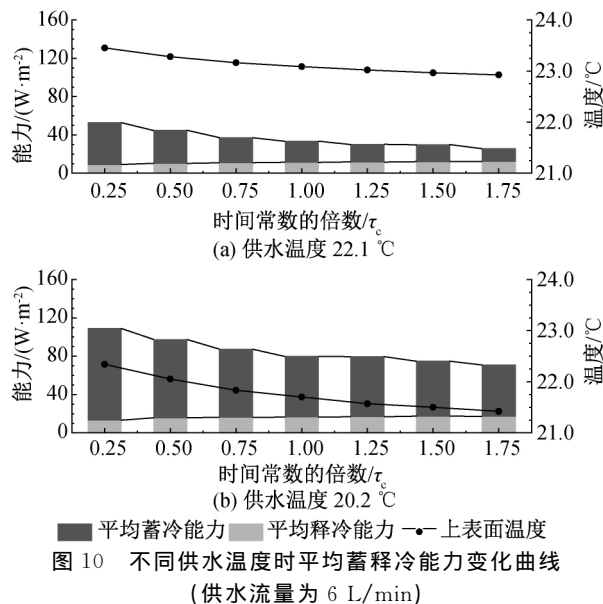 160
120
80
40
0
能力/(W·m⁻²)
24.0
23.0
22.0
21.0
温度/℃
0.25 0.50 0.75 1.00 1.25 1.50 1.75
时间常数的倍数/τc
(a) 供水温度 22.1 ℃
160
120
80
40
0
能力/(W·m⁻²)
24.0
23.0
22.0
21.0
温度/℃
0.25 0.50 0.75 1.00 1.25 1.50 1.75
时间常数的倍数/τc
(b) 供水温度 20.2 ℃
平均蓄冷能力 平均释冷能力 上表面温度
图 10 不同供水温度时平均蓄释冷能力变化曲线
(供水流量为 6 L/min)